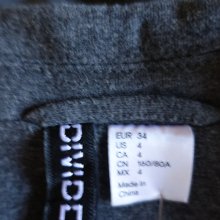 DIVIDE
EUR 34
US 4
CA 4
CN 160/80A
MX 4
Made in
China